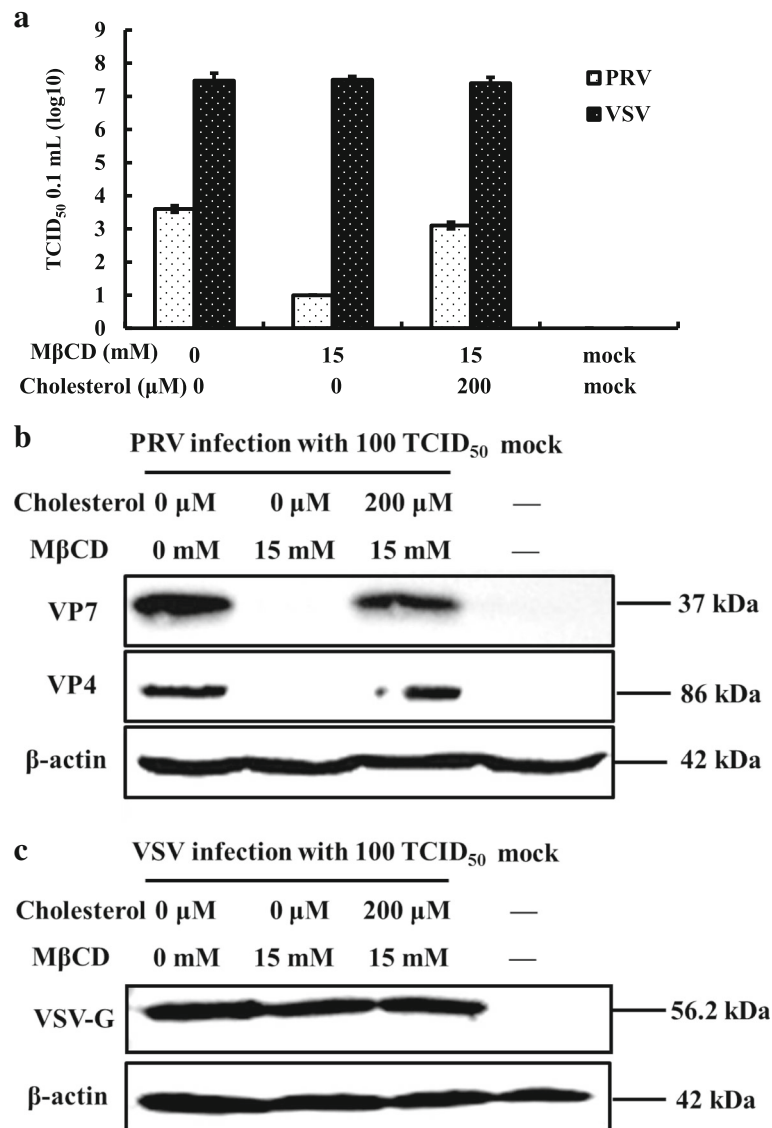 a
9
8
7
6
5
4
3
2
1
0
TCID50 0.1 mL (log10)
PRV
VSV
MβCD (mM) 0 15 15 mock
Cholesterol (μM) 0 0 200 mock
b
PRV infection with 100 TCID50 mock
Cholesterol 0 μM 0 μM 200 μM —
MβCD 0 mM 15 mM 15 mM —
VP7 37 kDa
VP4 86 kDa
β-actin 42 kDa
c
VSV infection with 100 TCID50 mock
Cholesterol 0 μM 0 μM 200 μM —
MβCD 0 mM 15 mM 15 mM —
VSV-G 56.2 kDa
β-actin 42 kDa